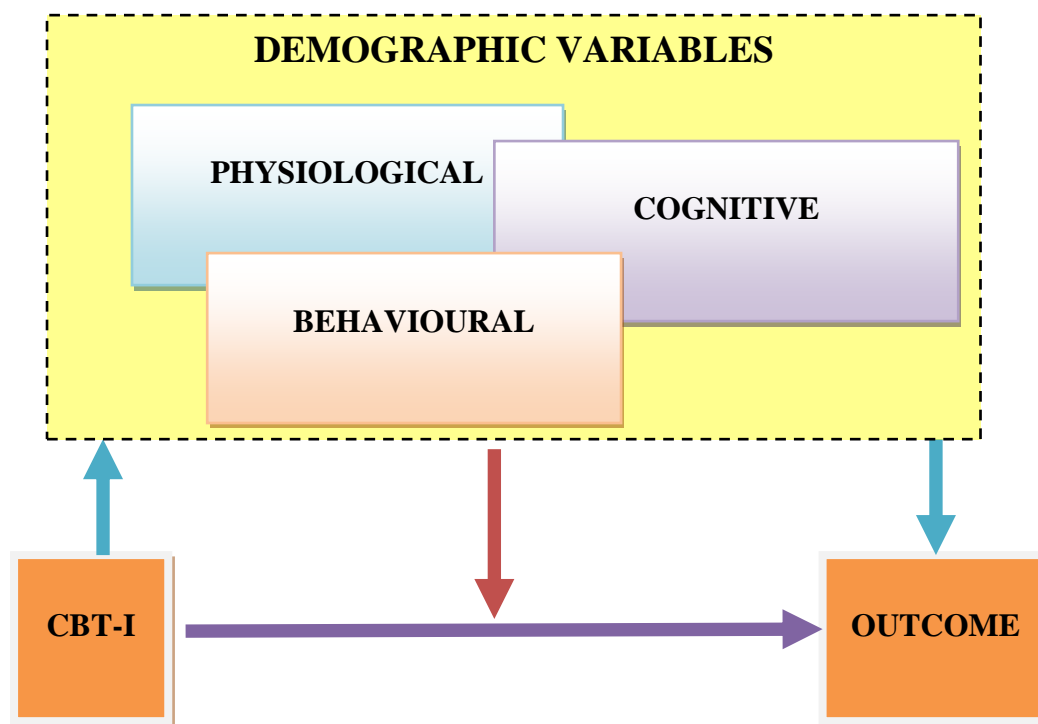 DEMOGRAPHIC VARIABLES
PHYSIOLOGICAL
COGNITIVE
BEHAVIOURAL
CBT-I
OUTCOME